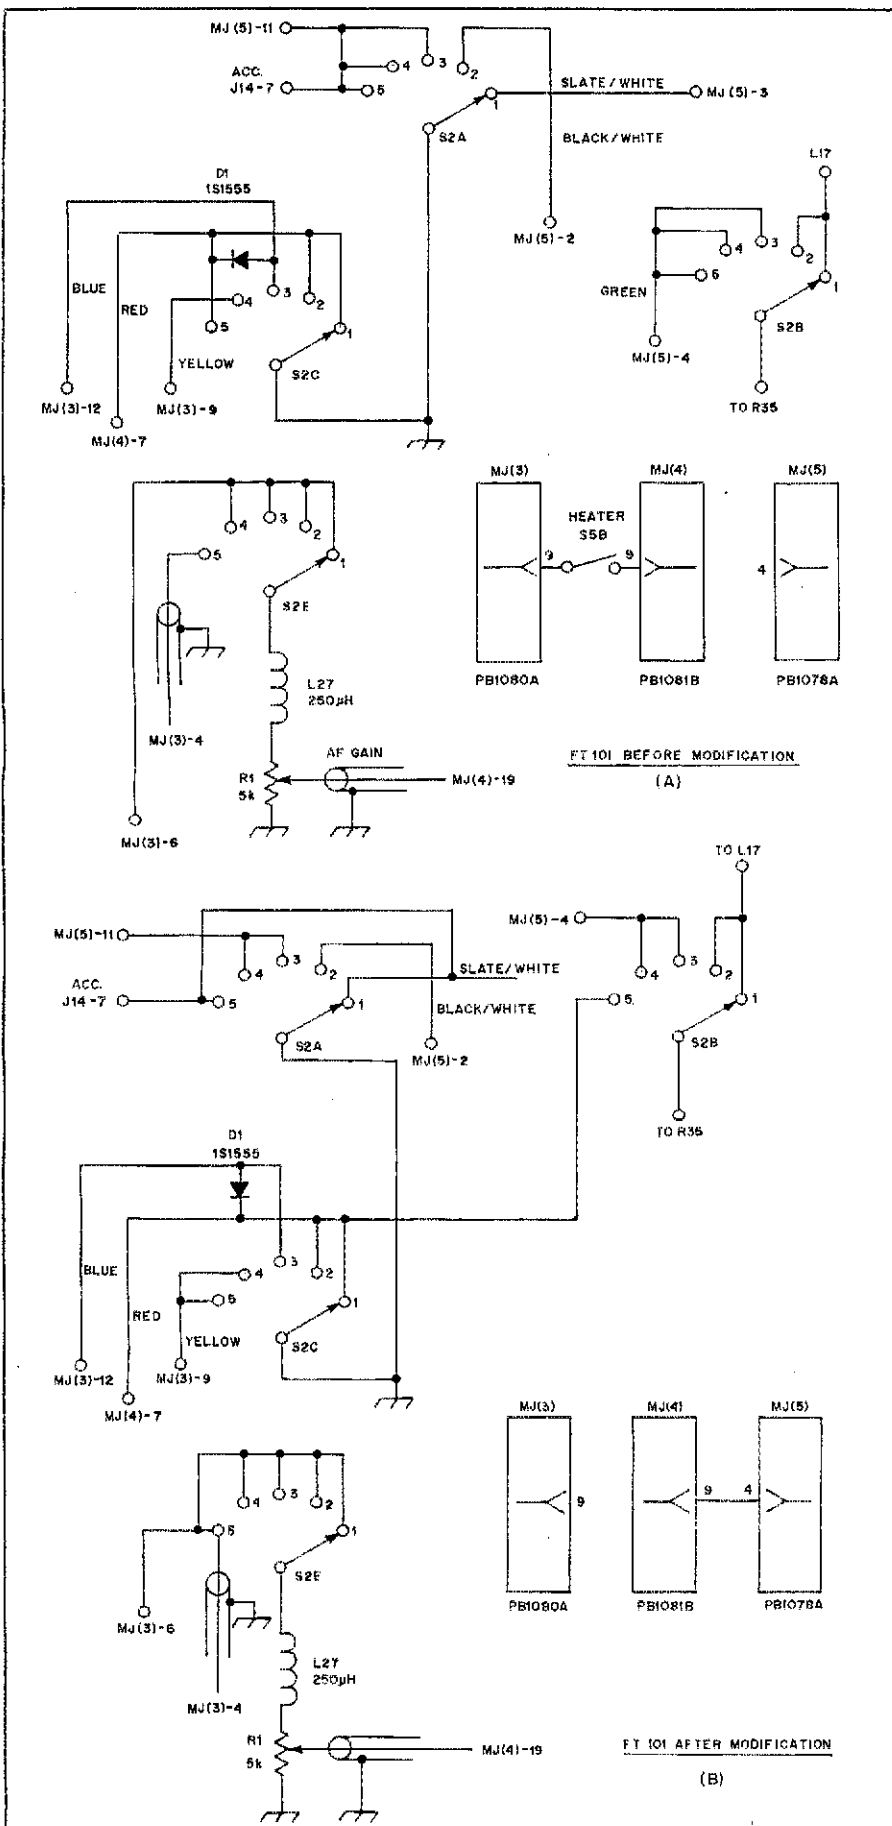 MJ(5)-11
3
2
4
ACC.
J14-7
5
SLATE/WHITE
1
MJ(5)-3
S2A
BLACK/WHITE
MJ(5)-2
L17
4
3
2
6
1
GREEN
S2B
MJ(5)-4
TO R35
D1
1S1555
BLUE
RED
4
3
2
5
1
YELLOW
S2C
MJ(3)-12
MJ(3)-9
MJ(4)-7
4
3
2
5
1
S2E
L27
250µH
MJ(3)-4
AF GAIN
R1
5k
MJ(4)-19
MJ(3)-6
MJ(3)
MJ(4)
MJ(5)
HEATER
S5B
9
9
4
PB1080A
PB1081B
PB1078A
FT 101 BEFORE MODIFICATION
(A)
TO L17
MJ(5)-11
4
3
2
SLATE/WHITE
ACC.
J14-7
5
1
BLACK/WHITE
S2A
MJ(5)-2
MJ(5)-4
4
3
2
5
1
S2B
TO R35
D1
1S1555
BLUE
4
3
2
RED
5
1
YELLOW
S2C
MJ(3)-12
MJ(3)-9
MJ(4)-7
4
3
2
5
1
S2E
MJ(3)-6
L27
250µH
MJ(3)-4
R1
5k
MJ(4)-19
MJ(3)
MJ(4)
MJ(5)
9
9
4
PB1080A
PB1081B
PB1078A
FT 101 AFTER MODIFICATION
(B)